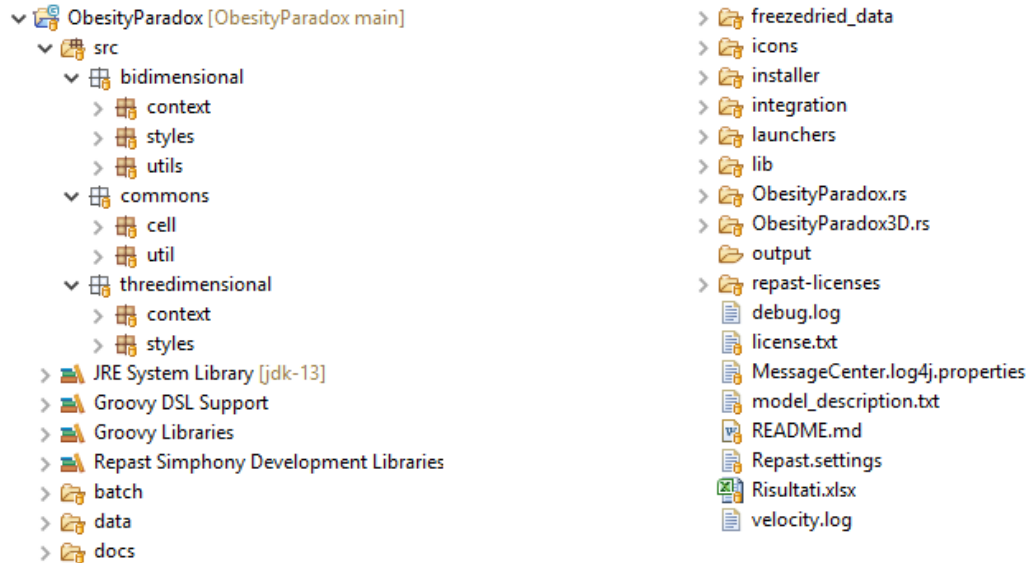 ObesityParadox [ObesityParadox main]
src
bidimensional
context
styles
utils
commons
cell
util
threedimensional
context
styles
JRE System Library [jdk-13]
Groovy DSL Support
Groovy Libraries
Repast Simphony Development Libraries
batch
data
docs
freezedried_data
icons
installer
integration
launchers
lib
ObesityParadox.rs
ObesityParadox3D.rs
output
repast-licenses
debug.log
license.txt
MessageCenter.log4j.properties
model_description.txt
README.md
Repast.settings
Risultati.xlsx
velocity.log